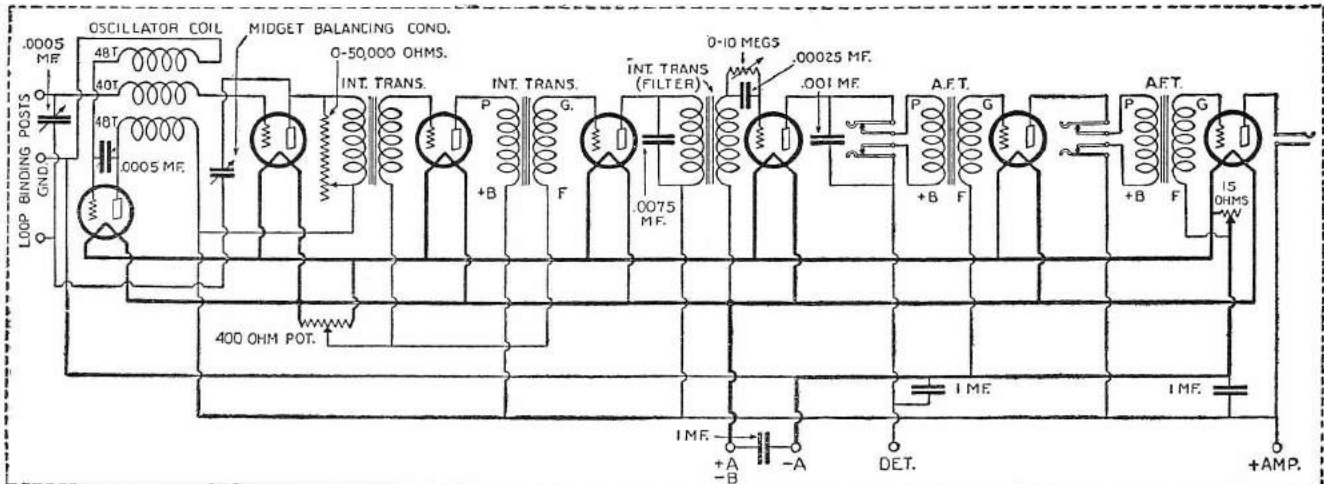 OSCILLATOR COIL
MIDGET BALANCING COND.
.0005
MF.
48T
40T
48T
0-50,000 OHMS.
INT. TRANS.
INT. TRANS.
INT. TRANS
(FILTER)
0-10 MEGS
.00025 MF.
.001 MF.
A.F.T.
A.F.T.
P
G.
P
G
P
G
LOOP BINDING POSTS
GND.
.0005 MF.
+B
F
.0075
MF.
+B
F
+B
F
15
OHMS
400 OHM POT.
1 MF.
1 MF.
1 MF.
+A
-B
-A
DET.
+AMP.